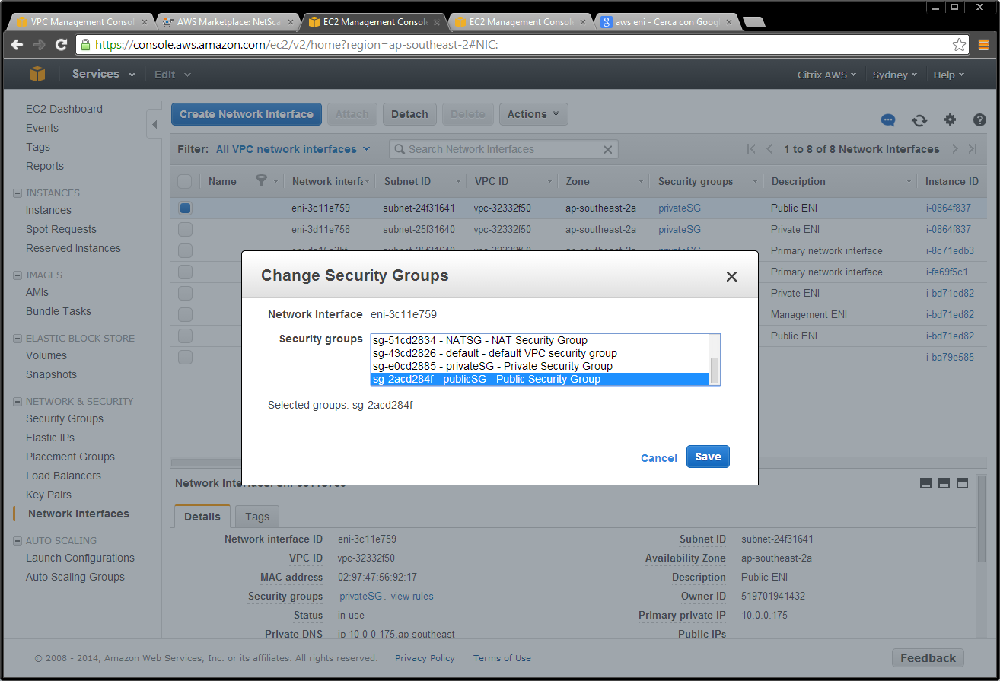 VPC Management Consol
AWS Marketplace: NetSca
EC2 Management Consol
EC2 Management Consol
aws eni - Cerca con Googl
https://console.aws.amazon.com/ec2/v2/home?region=ap-southeast-2#NIC:
Services Edit Citrix AWS Sydney Help
EC2 Dashboard
Events
Tags
Reports
INSTANCES
Instances
Spot Requests
Reserved Instances
IMAGES
AMIs
Bundle Tasks
ELASTIC BLOCK STORE
Volumes
Snapshots
NETWORK & SECURITY
Security Groups
Elastic IPs
Placement Groups
Load Balancers
Key Pairs
Network Interfaces
AUTO SCALING
Launch Configurations
Auto Scaling Groups
Create Network Interface Attach Detach Delete Actions
Filter: All VPC network interfaces Search Network Interfaces 1 to 8 of 8 Network Interfaces
Name Network interfa Subnet ID VPC ID Zone Security groups Description Instance ID
eni-3c11e759 subnet-24f31641 vpc-32332f50 ap-southeast-2a privateSG Public ENI i-0864f837
eni-3d11e758 subnet-25f31640 vpc-32332f50 ap-southeast-2a privateSG Private ENI i-0864f837
Primary network interface i-8c71edb3
Primary network interface i-fe69f5c1
Private ENI i-bd71ed82
Management ENI i-bd71ed82
Public ENI i-bd71ed82
i-ba79e585
Change Security Groups
Network Interface eni-3c11e759
Security groups
sg-51cd2834 - NATSG - NAT Security Group
sg-43cd2826 - default - default VPC security group
sg-e0cd2885 - privateSG - Private Security Group
sg-2acd284f - publicSG - Public Security Group
Selected groups: sg-2acd284f
Cancel Save
Network
Details Tags
Network interface ID eni-3c11e759 Subnet ID subnet-24f31641
VPC ID vpc-32332f50 Availability Zone ap-southeast-2a
MAC address 02:97:47:56:92:17 Description Public ENI
Security groups privateSG. view rules Owner ID 519701941432
Status in-use Primary private IP 10.0.0.175
Private DNS ip-10-0-0-175.ap-southeast- Public IPs -
© 2008 - 2014, Amazon Web Services, Inc. or its affiliates. All rights reserved. Privacy Policy Terms of Use Feedback